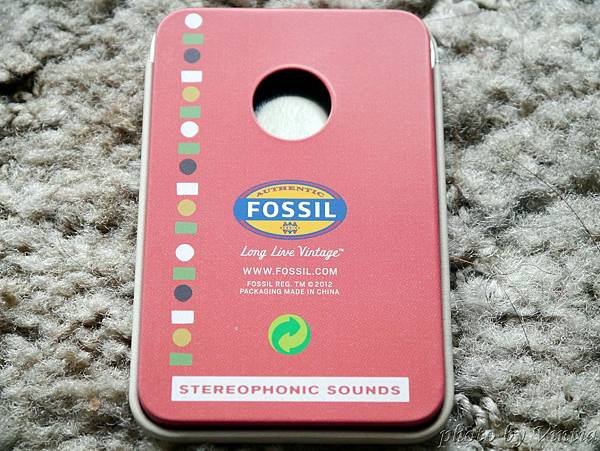 AUTHENTIC
FOSSIL
Long Live Vintage™
WWW.FOSSIL.COM
FOSSIL REG. TM © 2012
PACKAGING MADE IN CHINA
STEREOPHONIC SOUNDS
photo by Vinvia